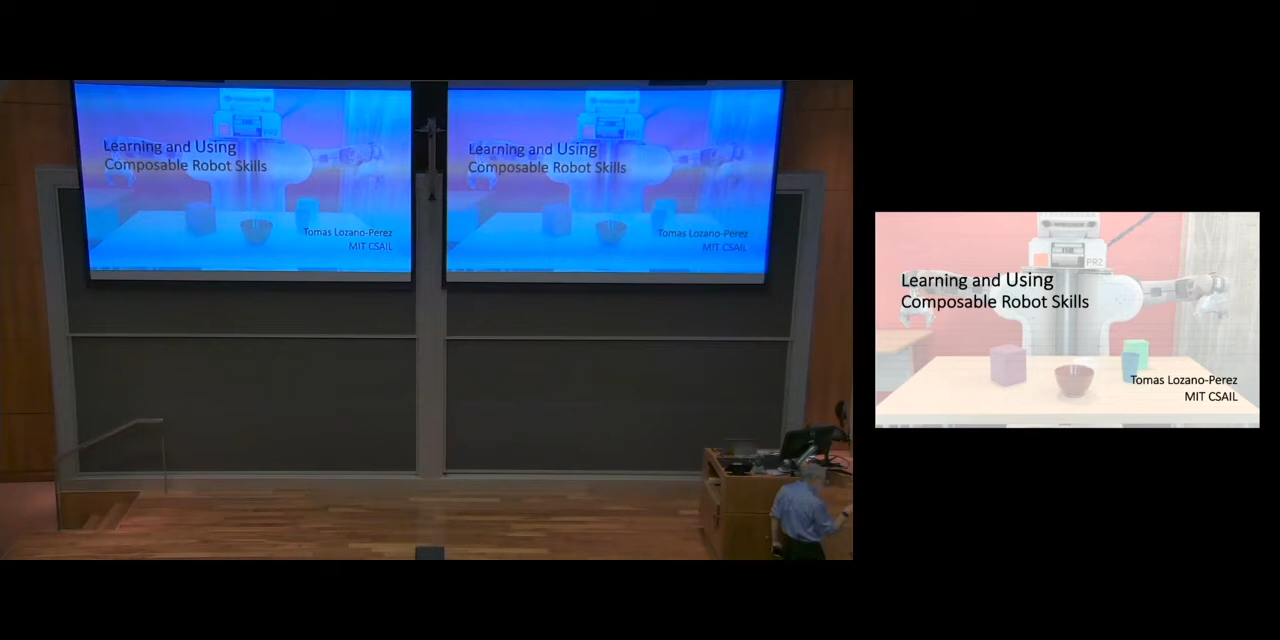 Learning and Using
Composable Robot Skills
Tomas Lozano-Perez
MIT CSAIL
Learning and Using
Composable Robot Skills
Tomas Lozano-Perez
MIT CSAIL
PR2
Learning and Using
Composable Robot Skills
Tomas Lozano-Perez
MIT CSAIL